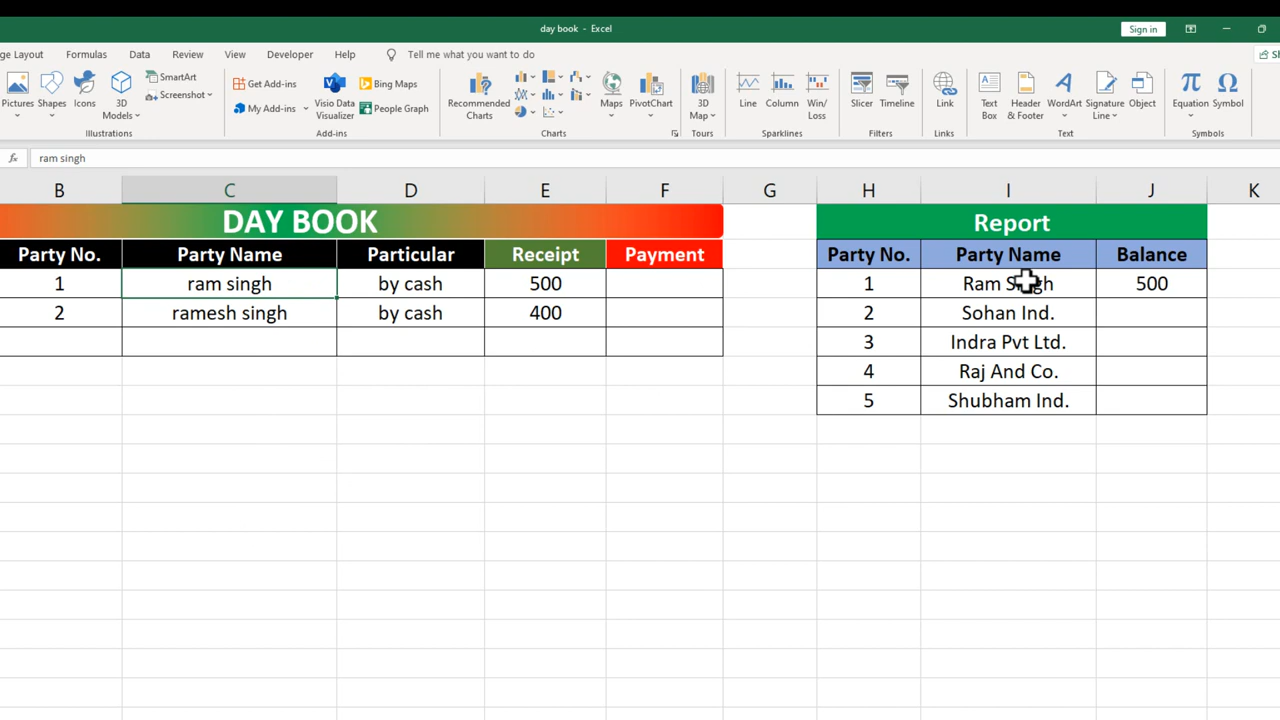 day book - Excel
Sign in
ge Layout Formulas Data Review View Developer Help Tell me what you want to do
Pictures Shapes Icons 3D Models SmartArt Screenshot
Illustrations
Get Add-ins My Add-ins Visio Data Visualizer Bing Maps People Graph
Add-ins
Recommended Charts Maps PivotChart
Charts
3D Map
Tours
Line Column Win/Loss
Sparklines
Slicer Timeline
Filters
Link
Links
Text Box Header & Footer WordArt Signature Line Object
Text
Equation Symbol
Symbols
fx ram singh
B C D E F G H I J K
DAY BOOK Report
Party No. Party Name Particular Receipt Payment Party No. Party Name Balance
1 ram singh by cash 500 1 Ram Singh 500
2 ramesh singh by cash 400 2 Sohan Ind.
3 Indra Pvt Ltd.
4 Raj And Co.
5 Shubham Ind.